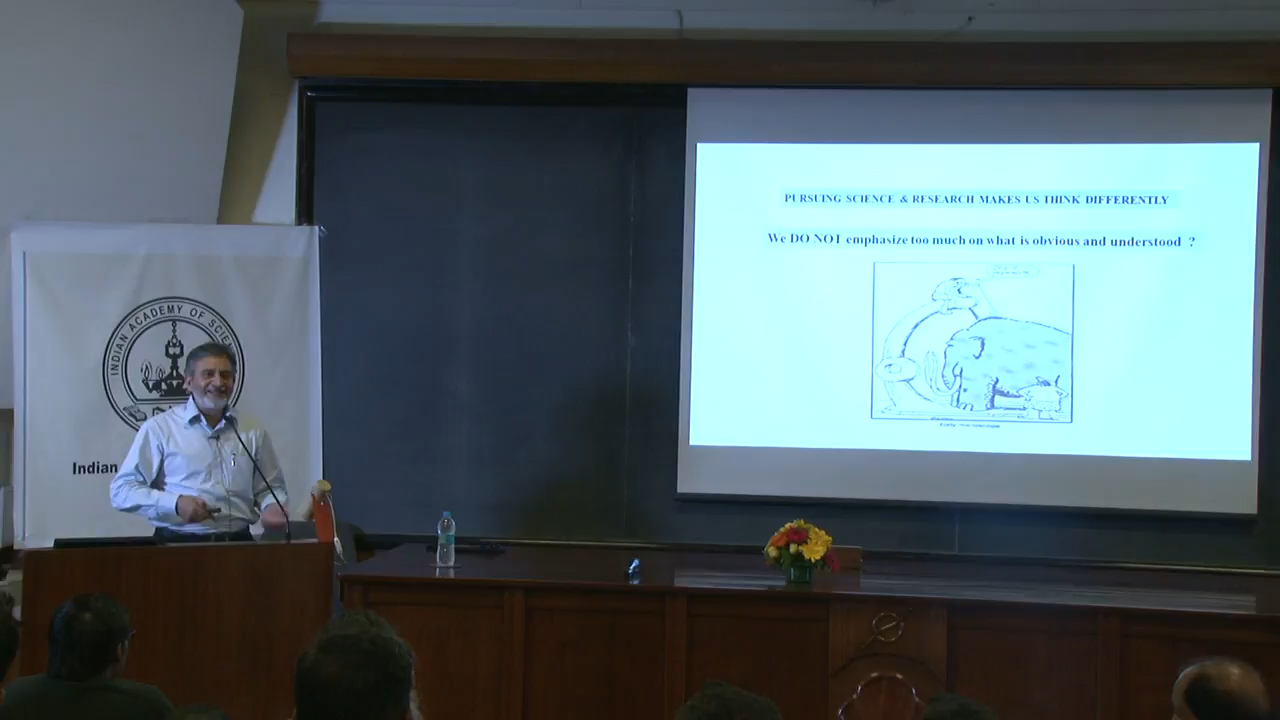 PURSUING SCIENCE & RESEARCH MAKES US THINK DIFFERENTLY
We DO NOT emphasize too much on what is obvious and understood ?
INDIAN ACADEMY OF SCIEN
Indian